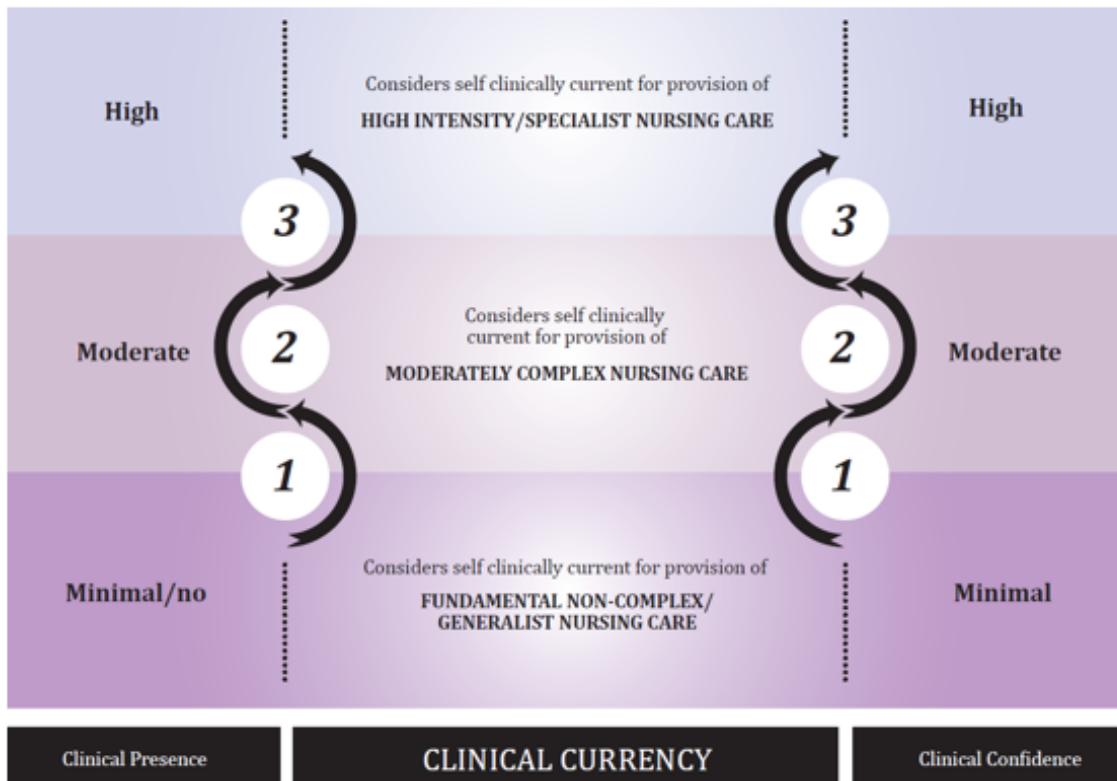 High
Considers self clinically current for provision of
HIGH INTENSITY/SPECIALIST NURSING CARE
High
3
3
Moderate
2
Considers self clinically
current for provision of
MODERATELY COMPLEX NURSING CARE
2
Moderate
1
1
Minimal/no
Considers self clinically current for provision of
FUNDAMENTAL NON-COMPLEX/
GENERALIST NURSING CARE
Minimal
Clinical Presence
CLINICAL CURRENCY
Clinical Confidence